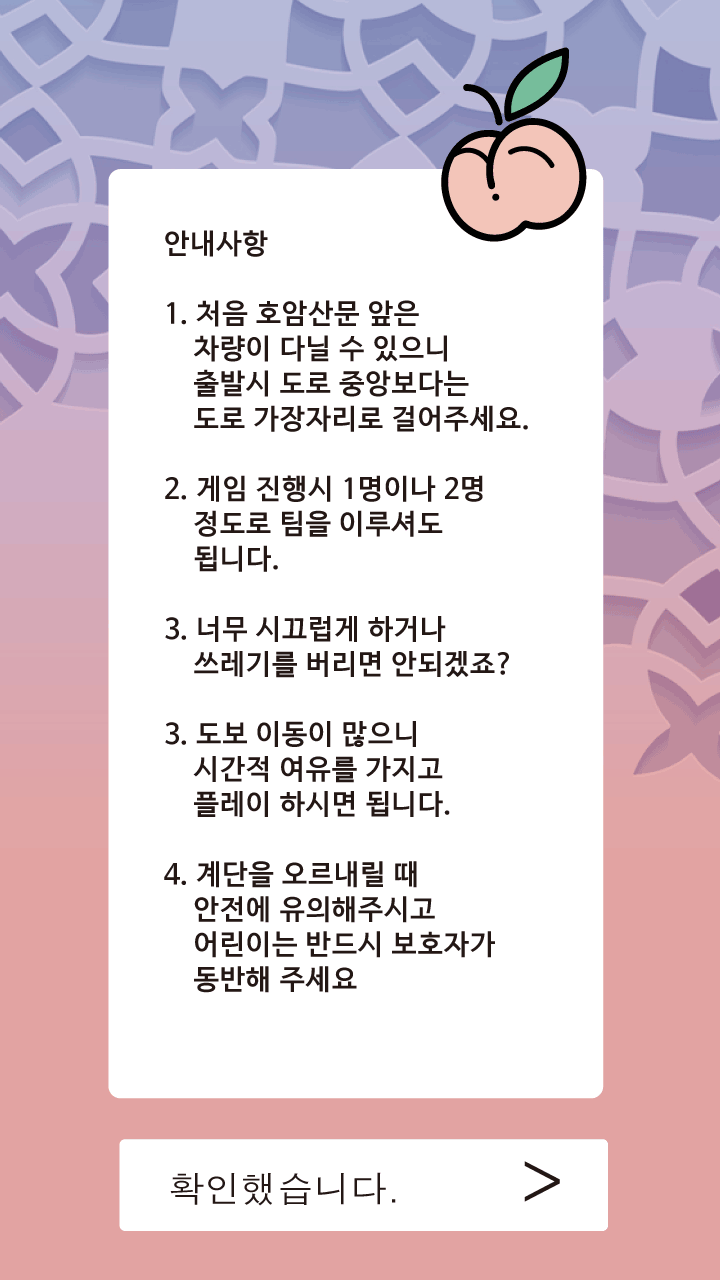 안내사항
1. 처음 호암산문 앞은
차량이 다닐 수 있으니
출발시 도로 중앙보다는
도로 가장자리로 걸어주세요.
2. 게임 진행시 1명이나 2명
정도로 팀을 이루셔도
됩니다.
3. 너무 시끄럽게 하거나
쓰레기를 버리면 안되겠죠?
3. 도보 이동이 많으니
시간적 여유를 가지고
플레이 하시면 됩니다.
4. 계단을 오르내릴 때
안전에 유의해주시고
어린이는 반드시 보호자가
동반해 주세요
확인했습니다. >